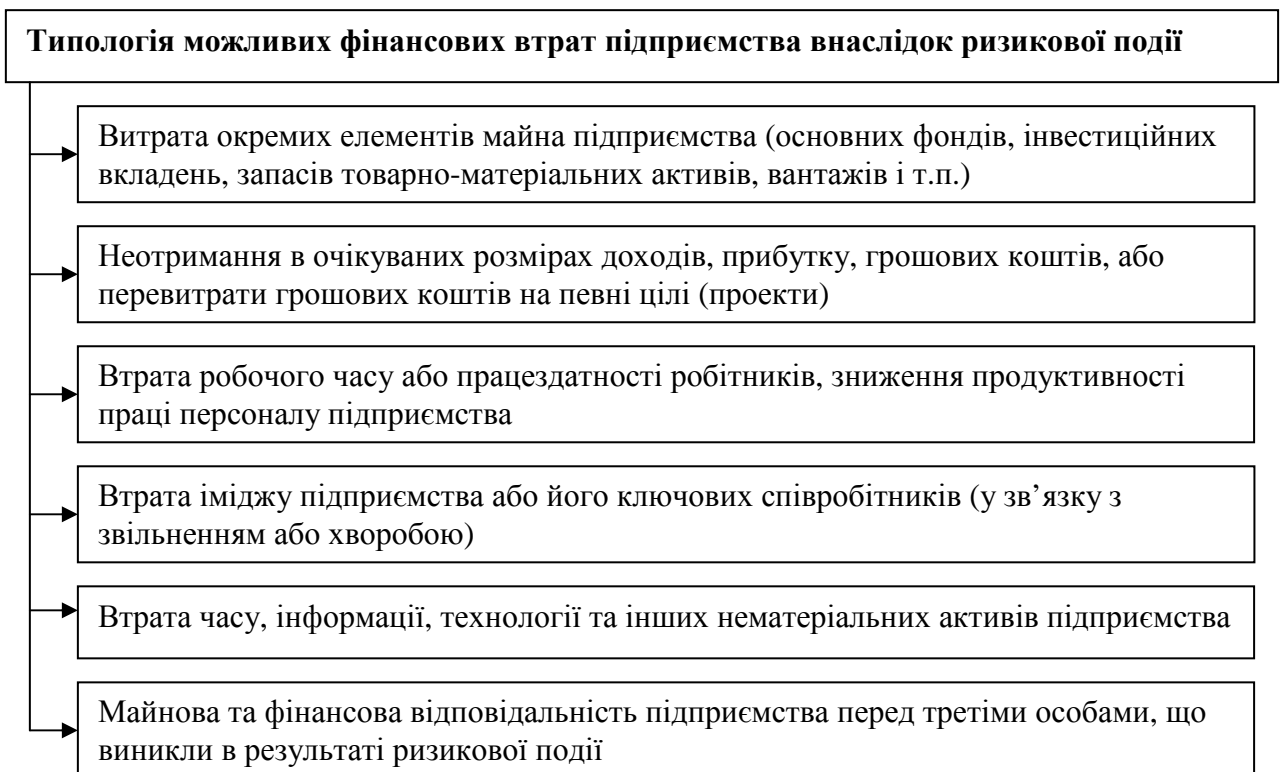 Типологія можливих фінансових втрат підприємства внаслідок ризикової події
Витрата окремих елементів майна підприємства (основних фондів, інвестиційних
вкладень, запасів товарно-матеріальних активів, вантажів і т.п.)
Неотримання в очікуваних розмірах доходів, прибутку, грошових коштів, або
перевитрати грошових коштів на певні цілі (проекти)
Втрата робочого часу або працездатності робітників, зниження продуктивності
праці персоналу підприємства
Втрата іміджу підприємства або його ключових співробітників (у зв’язку з
звільненням або хворобою)
Втрата часу, інформації, технології та інших нематеріальних активів підприємства
Майнова та фінансова відповідальність підприємства перед третіми особами, що
виникли в результаті ризикової події